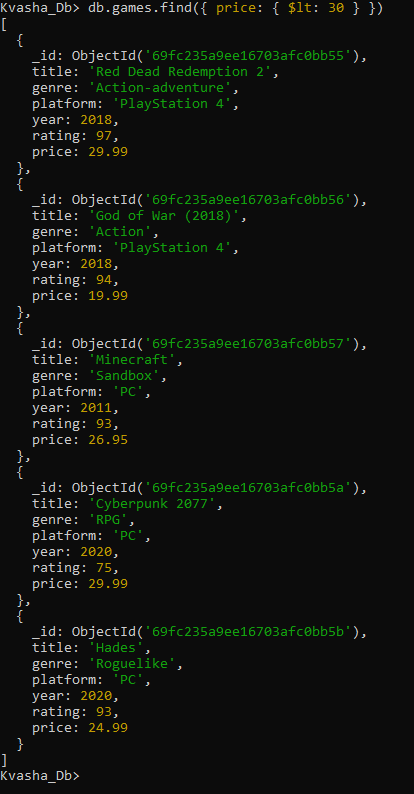 Kvasha_Db> db.games.find({ price: { $lt: 30 } })
[
  {
    _id: ObjectId('69fc235a9ee16703afc0bb55'),
    title: 'Red Dead Redemption 2',
    genre: 'Action-adventure',
    platform: 'PlayStation 4',
    year: 2018,
    rating: 97,
    price: 29.99
  },
  {
    _id: ObjectId('69fc235a9ee16703afc0bb56'),
    title: 'God of War (2018)',
    genre: 'Action',
    platform: 'PlayStation 4',
    year: 2018,
    rating: 94,
    price: 19.99
  },
  {
    _id: ObjectId('69fc235a9ee16703afc0bb57'),
    title: 'Minecraft',
    genre: 'Sandbox',
    platform: 'PC',
    year: 2011,
    rating: 93,
    price: 26.95
  },
  {
    _id: ObjectId('69fc235a9ee16703afc0bb5a'),
    title: 'Cyberpunk 2077',
    genre: 'RPG',
    platform: 'PC',
    year: 2020,
    rating: 75,
    price: 29.99
  },
  {
    _id: ObjectId('69fc235a9ee16703afc0bb5b'),
    title: 'Hades',
    genre: 'Roguelike',
    platform: 'PC',
    year: 2020,
    rating: 93,
    price: 24.99
  }
]
Kvasha_Db>